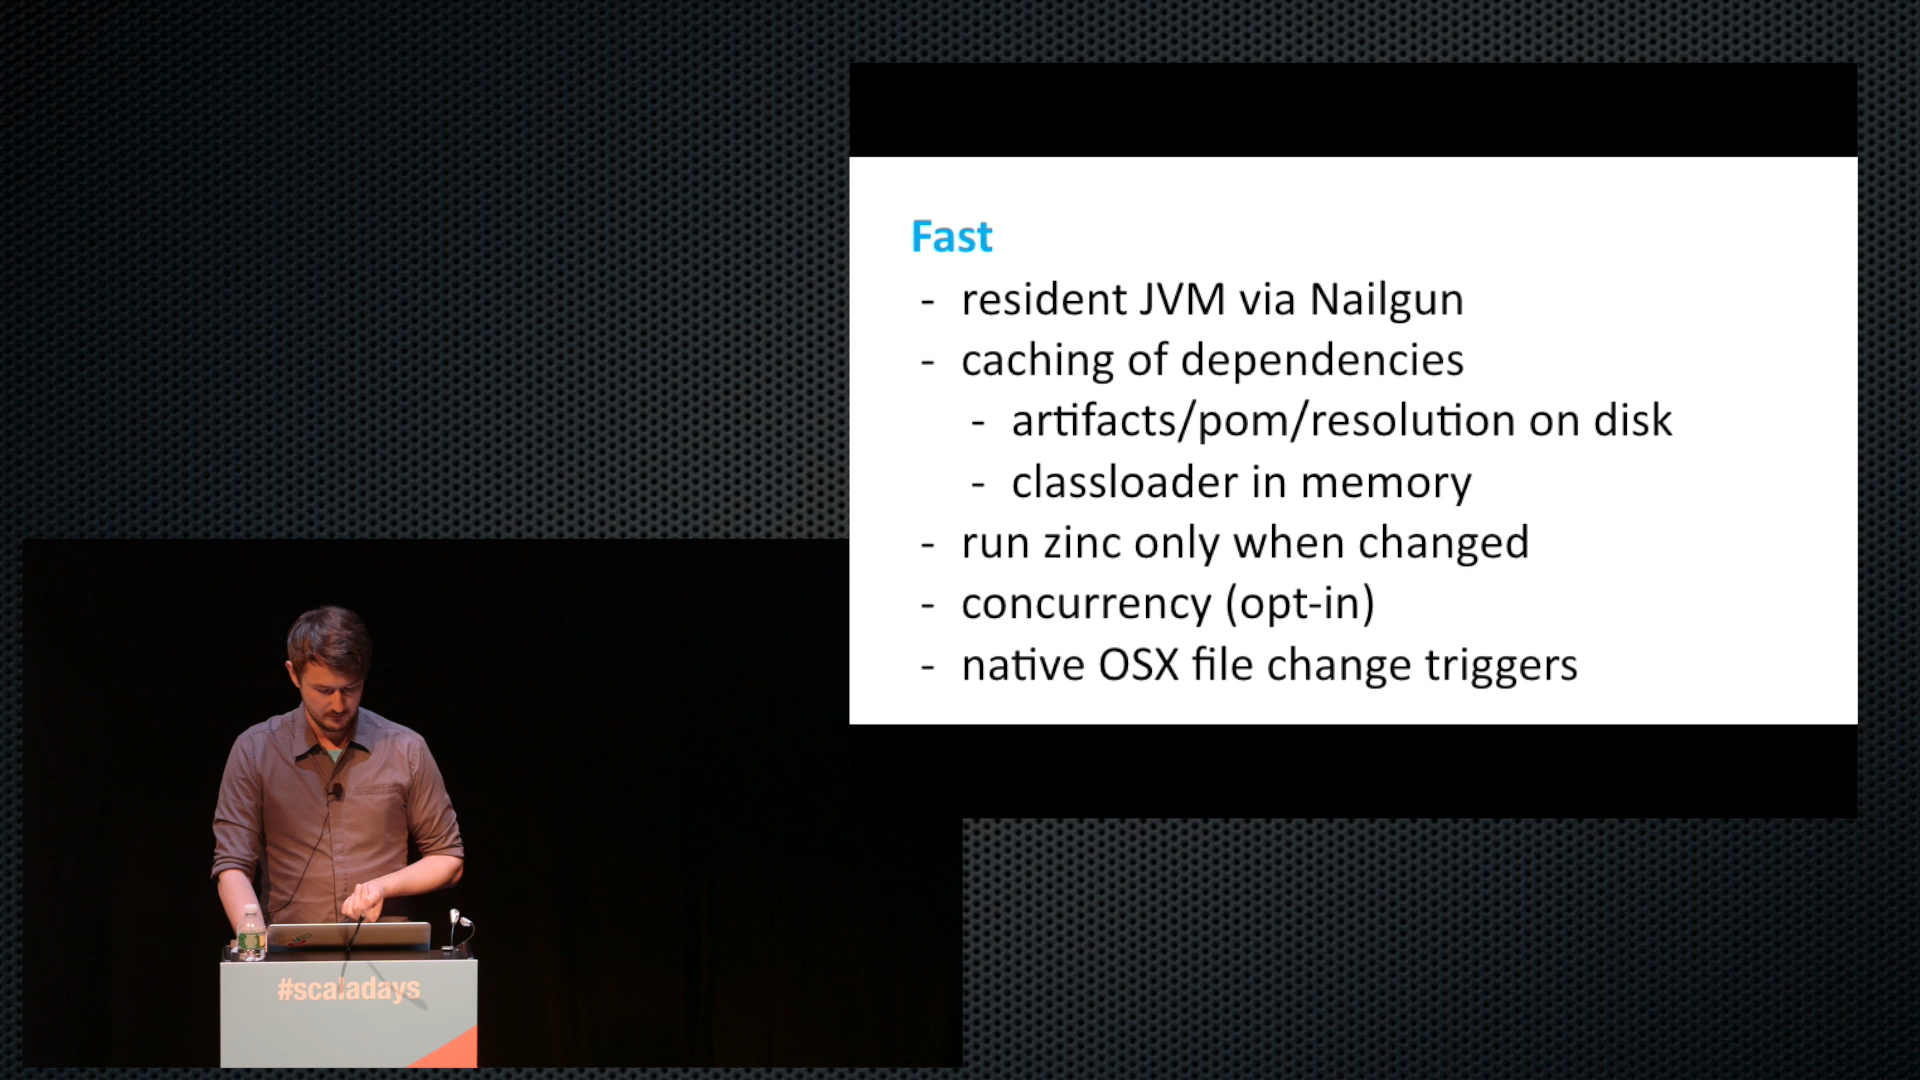 Fast
- resident JVM via Nailgun
- caching of dependencies
- artifacts/pom/resolution on disk
- classloader in memory
- run zinc only when changed
- concurrency (opt-in)
- native OSX file change triggers
#scaladays